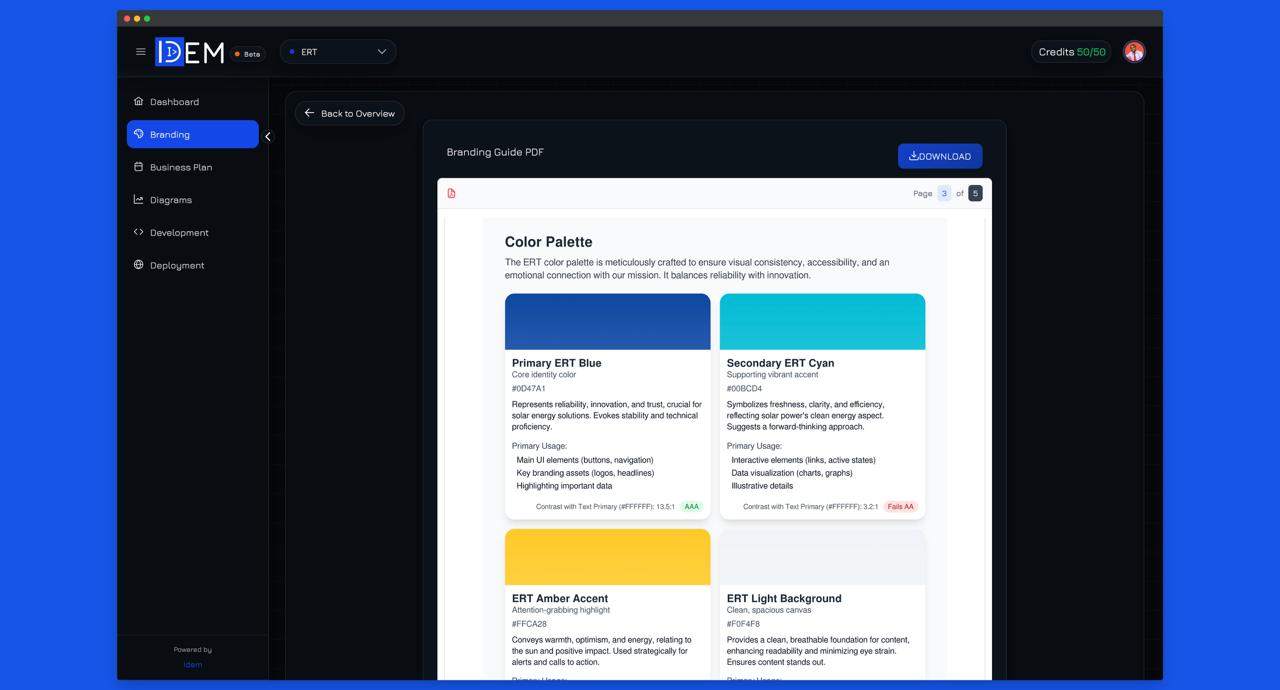 IDEM
Beta
ERT
Credits 50/50
Dashboard
Branding
Business Plan
Diagrams
Development
Deployment
Powered by
idem
Back to Overview
Branding Guide PDF
DOWNLOAD
Page 3 of 5
Color Palette
The ERT color palette is meticulously crafted to ensure visual consistency, accessibility, and an
emotional connection with our mission. It balances reliability with innovation.
Primary ERT Blue
Core identity color
#0D47A1
Represents reliability, innovation, and trust, crucial for
solar energy solutions. Evokes stability and technical
proficiency.
Primary Usage:
Main UI elements (buttons, navigation)
Key branding assets (logos, headlines)
Highlighting important data
Contrast with Text Primary (#FFFFFF): 13.5:1 AAA
Secondary ERT Cyan
Supporting vibrant accent
#00BCD4
Symbolizes freshness, clarity, and efficiency,
reflecting solar power's clean energy aspect.
Suggests a forward-thinking approach.
Primary Usage:
Interactive elements (links, active states)
Data visualization (charts, graphs)
Illustrative details
Contrast with Text Primary (#FFFFFF): 3.2:1 Fails AA
ERT Amber Accent
Attention-grabbing highlight
#FFCA28
Conveys warmth, optimism, and energy, relating to
the sun and positive impact. Used strategically for
alerts and calls to action.
Primary Usage:
ERT Light Background
Clean, spacious canvas
#F0F4F8
Provides a clean, breathable foundation for content,
enhancing readability and minimizing eye strain.
Ensures content stands out.
Primary Usage: